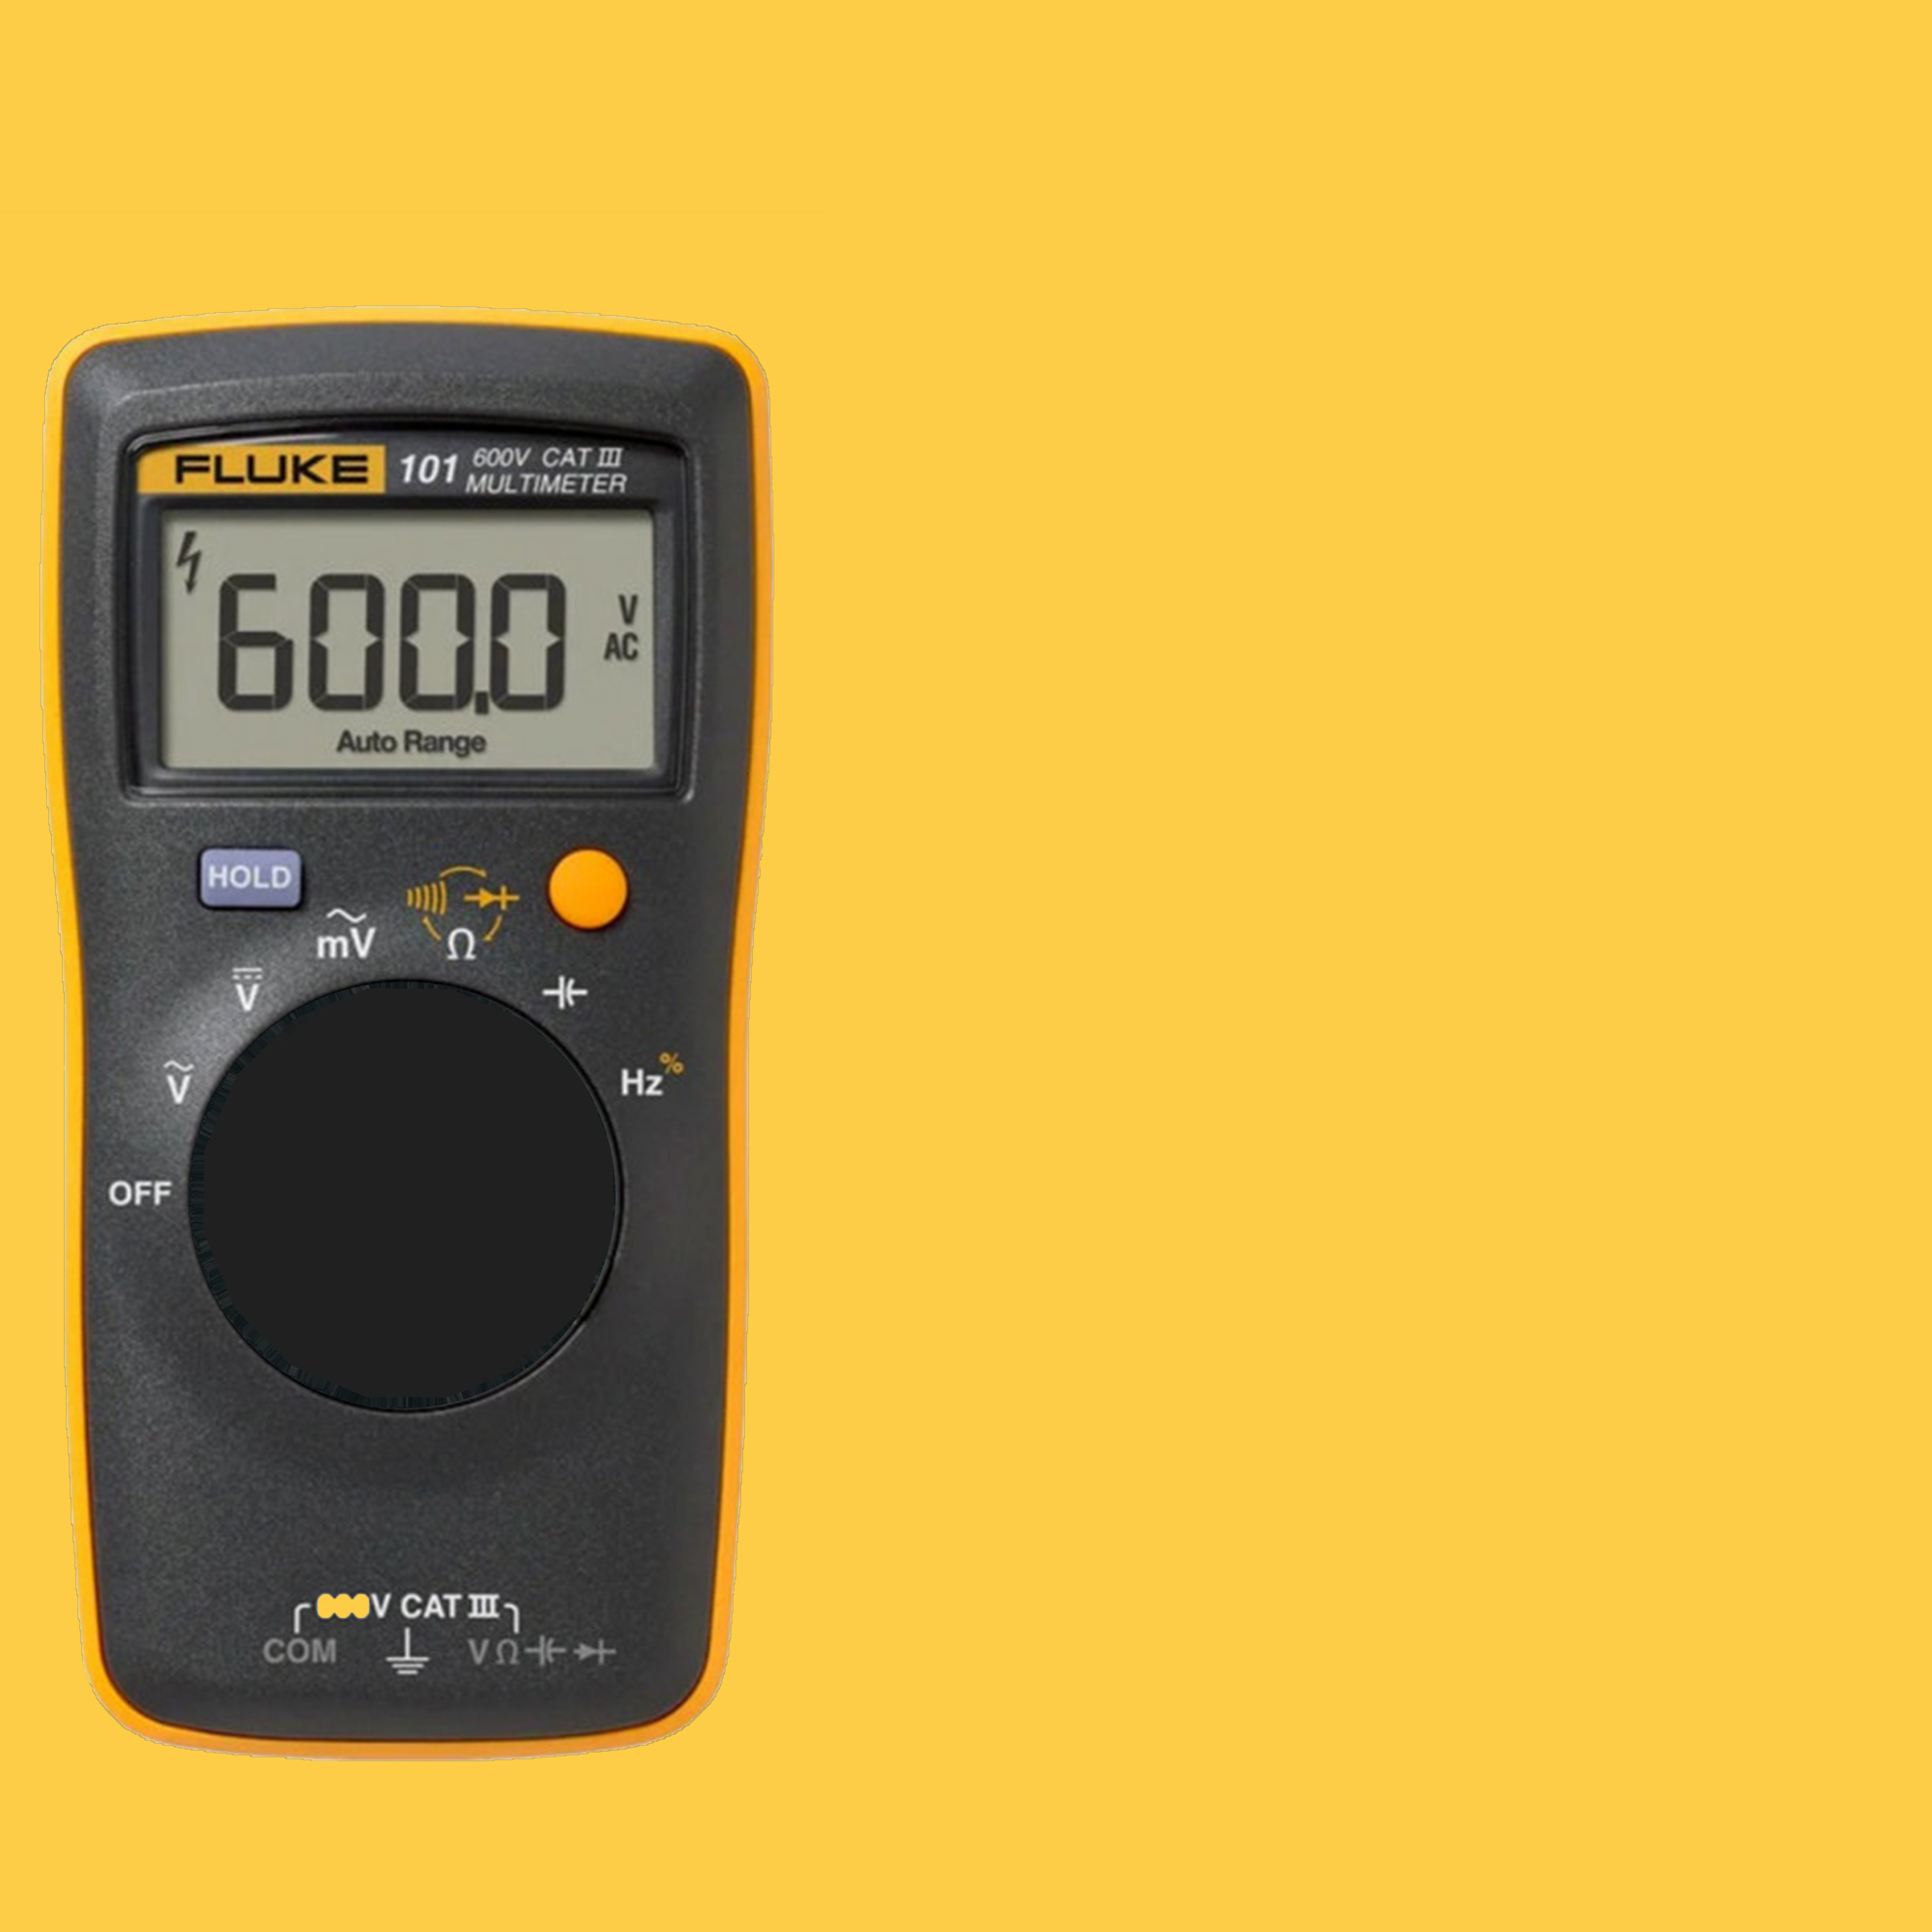 FLUKE 101 600V CAT III
MULTIMETER
600.0 V
AC
Auto Range
HOLD
mV
Ω
V
V
Hz%
OFF
V CAT III
COM
VΩ